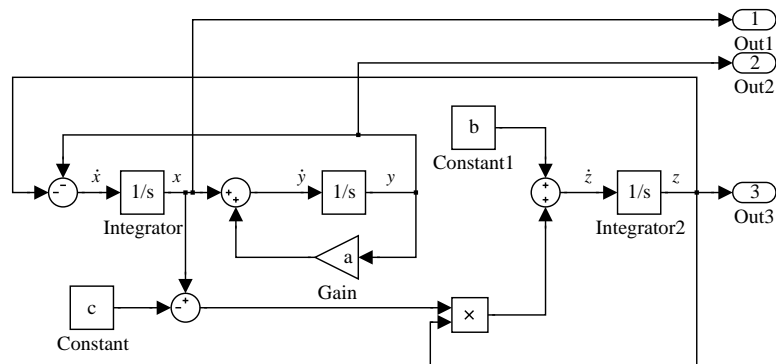 1
Out1
2
Out2
b
Constant1
−
−
ẋ
1/s
x
Integrator
+
+
ẏ
1/s
y
+
+
ż
1/s
z
Integrator2
3
Out3
a
Gain
c
Constant
+
−
×